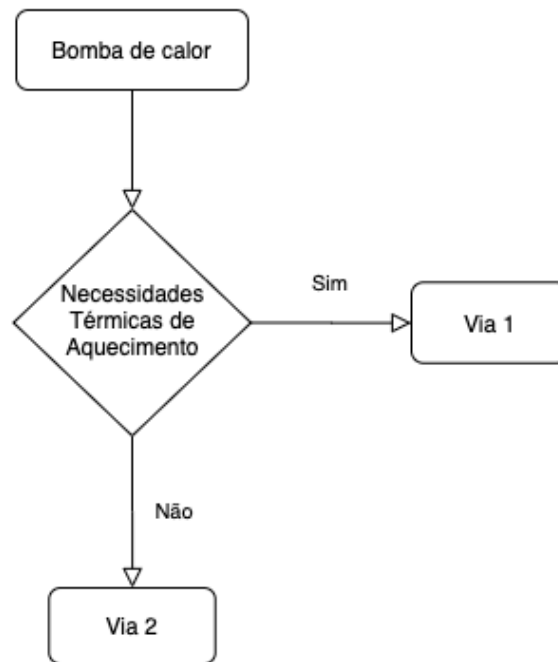 Bomba de calor
Necessidades
Térmicas de
Aquecimento
Sim
Via 1
Não
Via 2